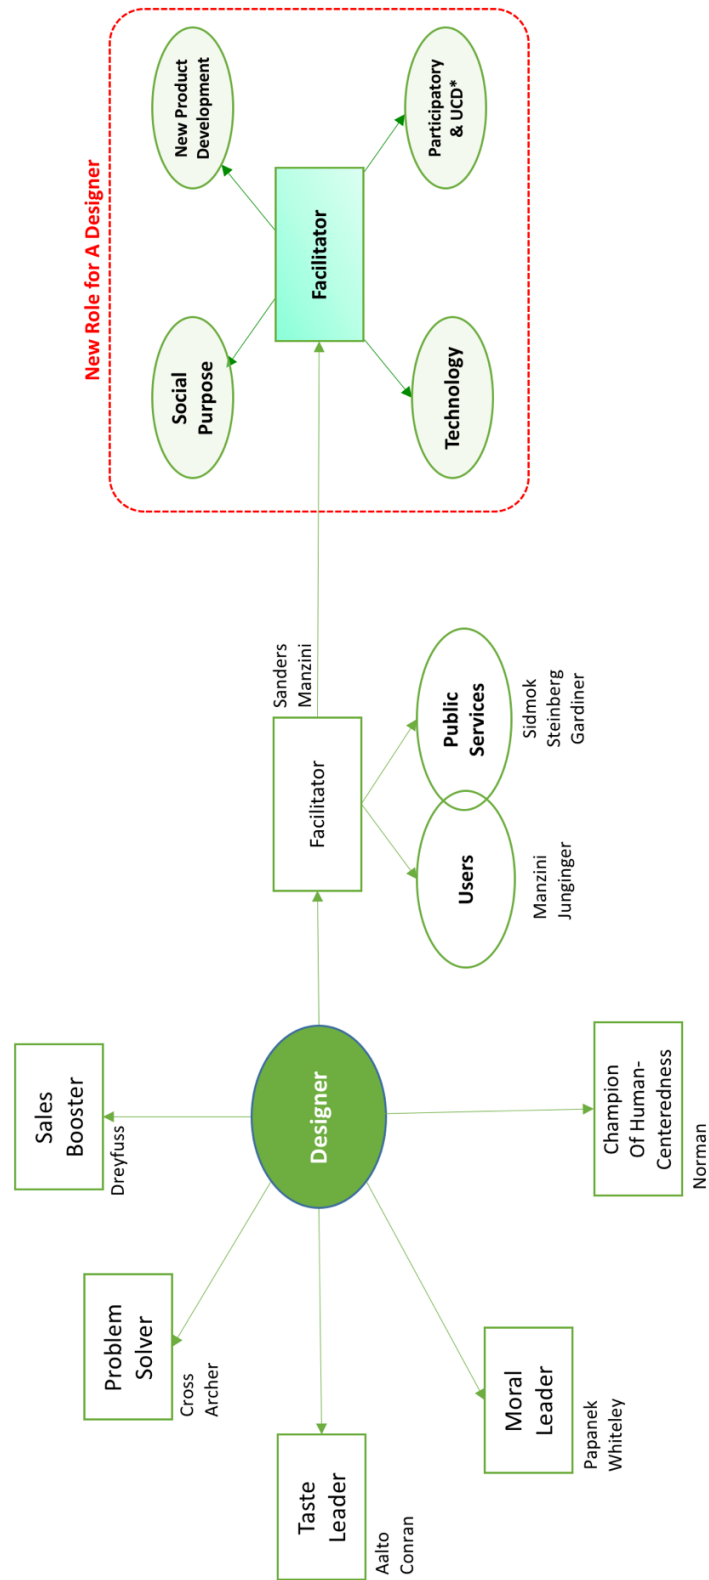 Sales
Booster
Dreyfuss
Problem
Solver
Cross
Archer
Taste
Leader
Aalto
Conran
Moral
Leader
Papanek
Whiteley
Champion
Of Human-
Centeredness
Norman
Designer
Facilitator
Sanders
Manzini
Users
Manzini
Junginger
Public
Services
Sidmok
Steinberg
Gardiner
New Role for A Designer
Social
Purpose
New Product
Development
Facilitator
Technology
Participatory
& UCD*